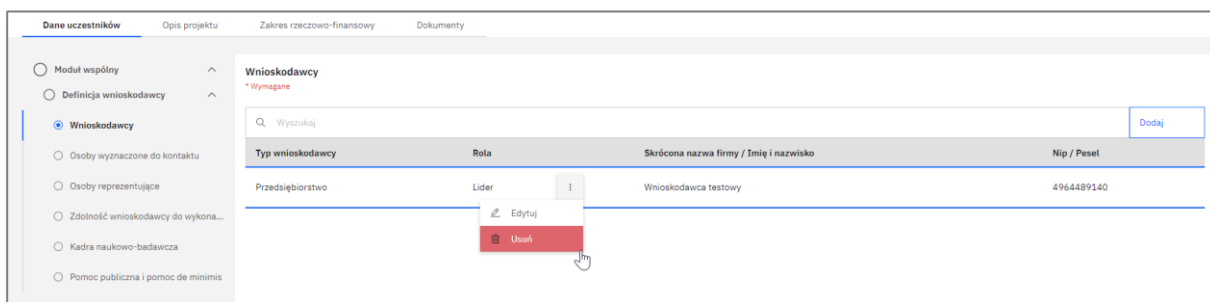 Dane uczestników Opis projektu Zakres rzeczowo-finansowy Dokumenty
Moduł wspólny
Definicja wnioskodawcy
Wnioskodawcy
Osoby wyznaczone do kontaktu
Osoby reprezentujące
Zdolność wnioskodawcy do wykona...
Kadra naukowo-badawcza
Pomoc publiczna i pomoc de minimis
Wnioskodawcy
* Wymagane
Wyszukaj Dodaj
Typ wnioskodawcy Rola Skrócona nazwa firmy / Imię i nazwisko Nip / Pesel
Przedsiębiorstwo Lider Wnioskodawca testowy 4964489140
Edytuj
Usuń